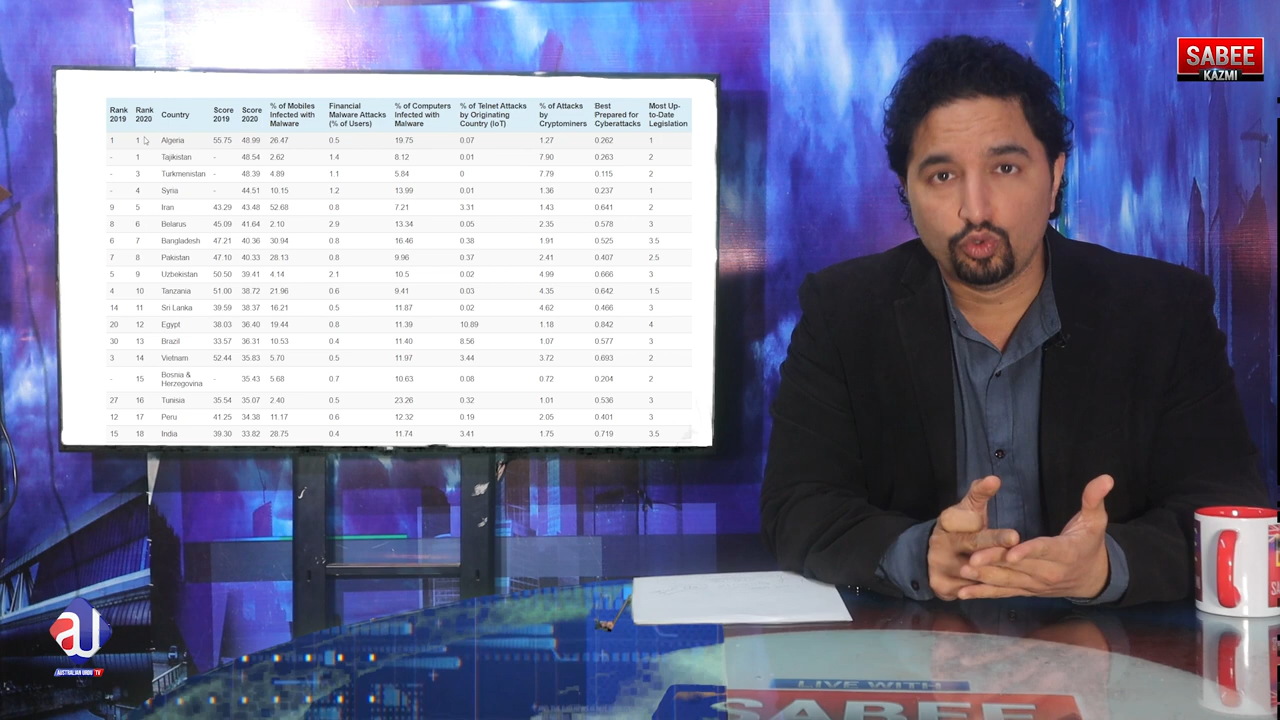 SABEE
KAZMI
Rank 2019 Rank 2020 Country Score 2019 Score 2020 % of Mobiles Infected with Malware Financial Malware Attacks (% of Users) % of Computers Infected with Malware % of Telnet Attacks by Originating Country (IoT) % of Attacks by Cryptominers Best Prepared for Cyberattacks Most Up-to-Date Legislation
1 1 Algeria 55.75 48.99 26.47 0.5 19.75 0.07 1.27 0.262 1
- 1 Tajikistan - 48.54 2.62 1.4 8.12 0.01 7.90 0.263 2
- 3 Turkmenistan - 48.39 4.89 1.1 5.84 0 7.79 0.115 2
- 4 Syria - 44.51 10.15 1.2 13.99 0.01 1.36 0.237 1
9 5 Iran 43.29 43.48 52.68 0.8 7.21 3.31 1.43 0.641 2
8 6 Belarus 45.09 41.64 2.10 2.9 13.34 0.05 2.35 0.578 3
6 7 Bangladesh 47.21 40.36 30.94 0.8 16.46 0.38 1.91 0.525 3.5
7 8 Pakistan 47.10 40.33 28.13 0.8 9.96 0.37 2.41 0.407 2.5
5 9 Uzbekistan 50.50 39.41 4.14 2.1 10.5 0.02 4.99 0.666 3
4 10 Tanzania 51.00 38.72 21.96 0.6 9.41 0.03 4.35 0.642 1.5
14 11 Sri Lanka 39.59 38.37 16.21 0.5 11.87 0.02 4.62 0.466 3
20 12 Egypt 38.03 36.40 19.44 0.8 11.39 10.89 1.18 0.842 4
30 13 Brazil 33.57 36.31 10.53 0.4 11.40 8.56 1.07 0.577 3
3 14 Vietnam 52.44 35.83 5.70 0.5 11.97 3.44 3.72 0.693 2
- 15 Bosnia & Herzegovina - 35.43 5.68 0.7 10.63 0.08 0.72 0.204 2
27 16 Tunisia 35.54 35.07 2.40 0.5 23.26 0.32 1.01 0.536 3
12 17 Peru 41.25 34.38 11.17 0.6 12.32 0.19 2.05 0.401 3
15 18 India 39.30 33.82 28.75 0.4 11.74 3.41 1.75 0.719 3.5
AUSTRALIAN URDU TV
LIVE WITH
SABEE